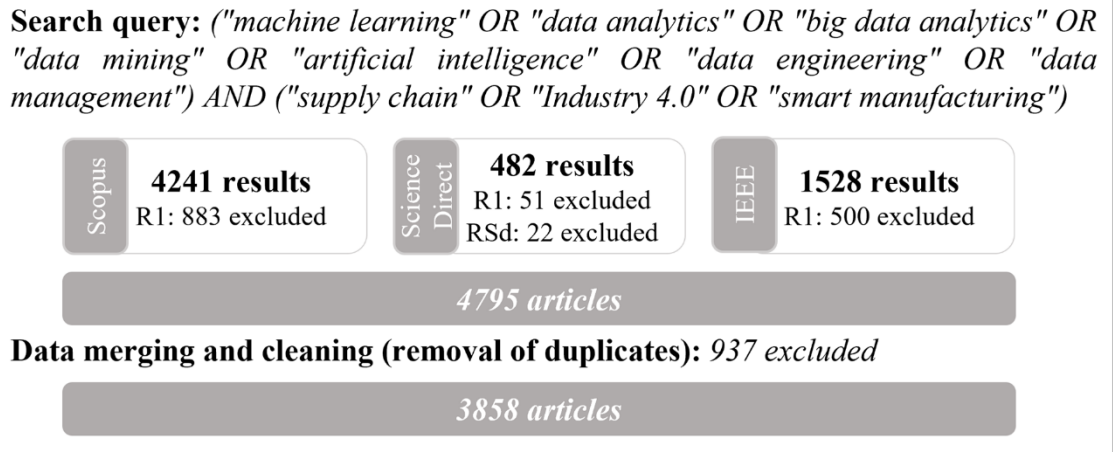 Search query: ("machine learning" OR "data analytics" OR "big data analytics" OR
"data mining" OR "artificial intelligence" OR "data engineering" OR "data
management") AND ("supply chain" OR "Industry 4.0" OR "smart manufacturing")
Scopus
4241 results
R1: 883 excluded
Science
Direct
482 results
R1: 51 excluded
RSd: 22 excluded
IEEE
1528 results
R1: 500 excluded
4795 articles
Data merging and cleaning (removal of duplicates): 937 excluded
3858 articles